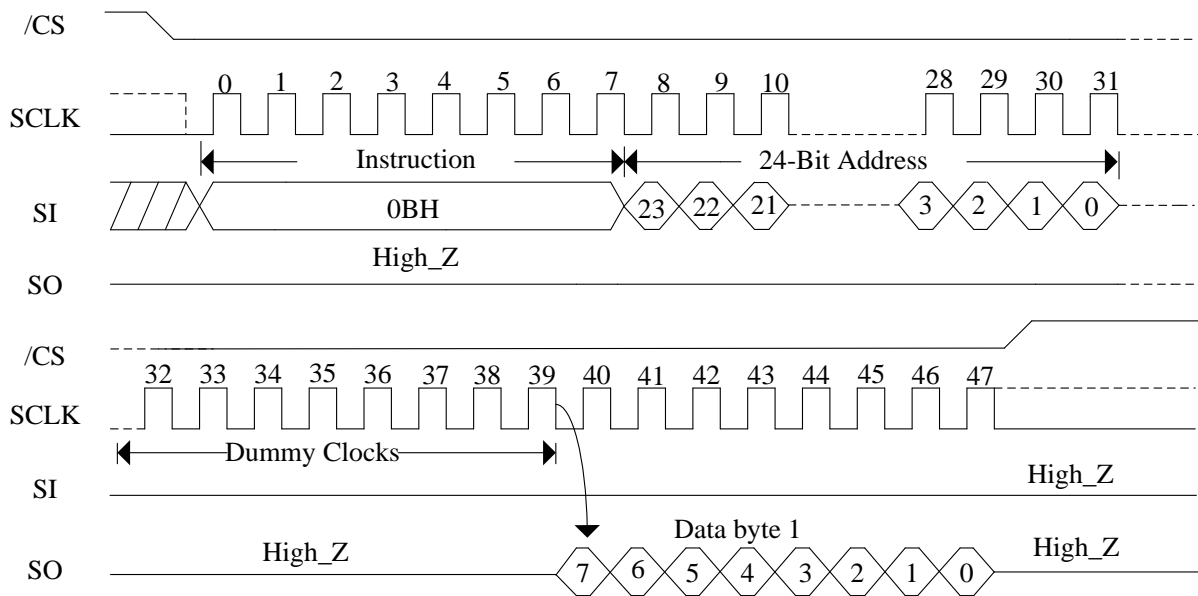 /CS
0 1 2 3 4 5 6 7 8 9 10 28 29 30 31
SCLK
Instruction 24-Bit Address
SI 0BH 23 22 21 3 2 1 0
High_Z
SO
/CS
32 33 34 35 36 37 38 39 40 41 42 43 44 45 46 47
SCLK
Dummy Clocks
SI High_Z
High_Z Data byte 1 High_Z
SO 7 6 5 4 3 2 1 0